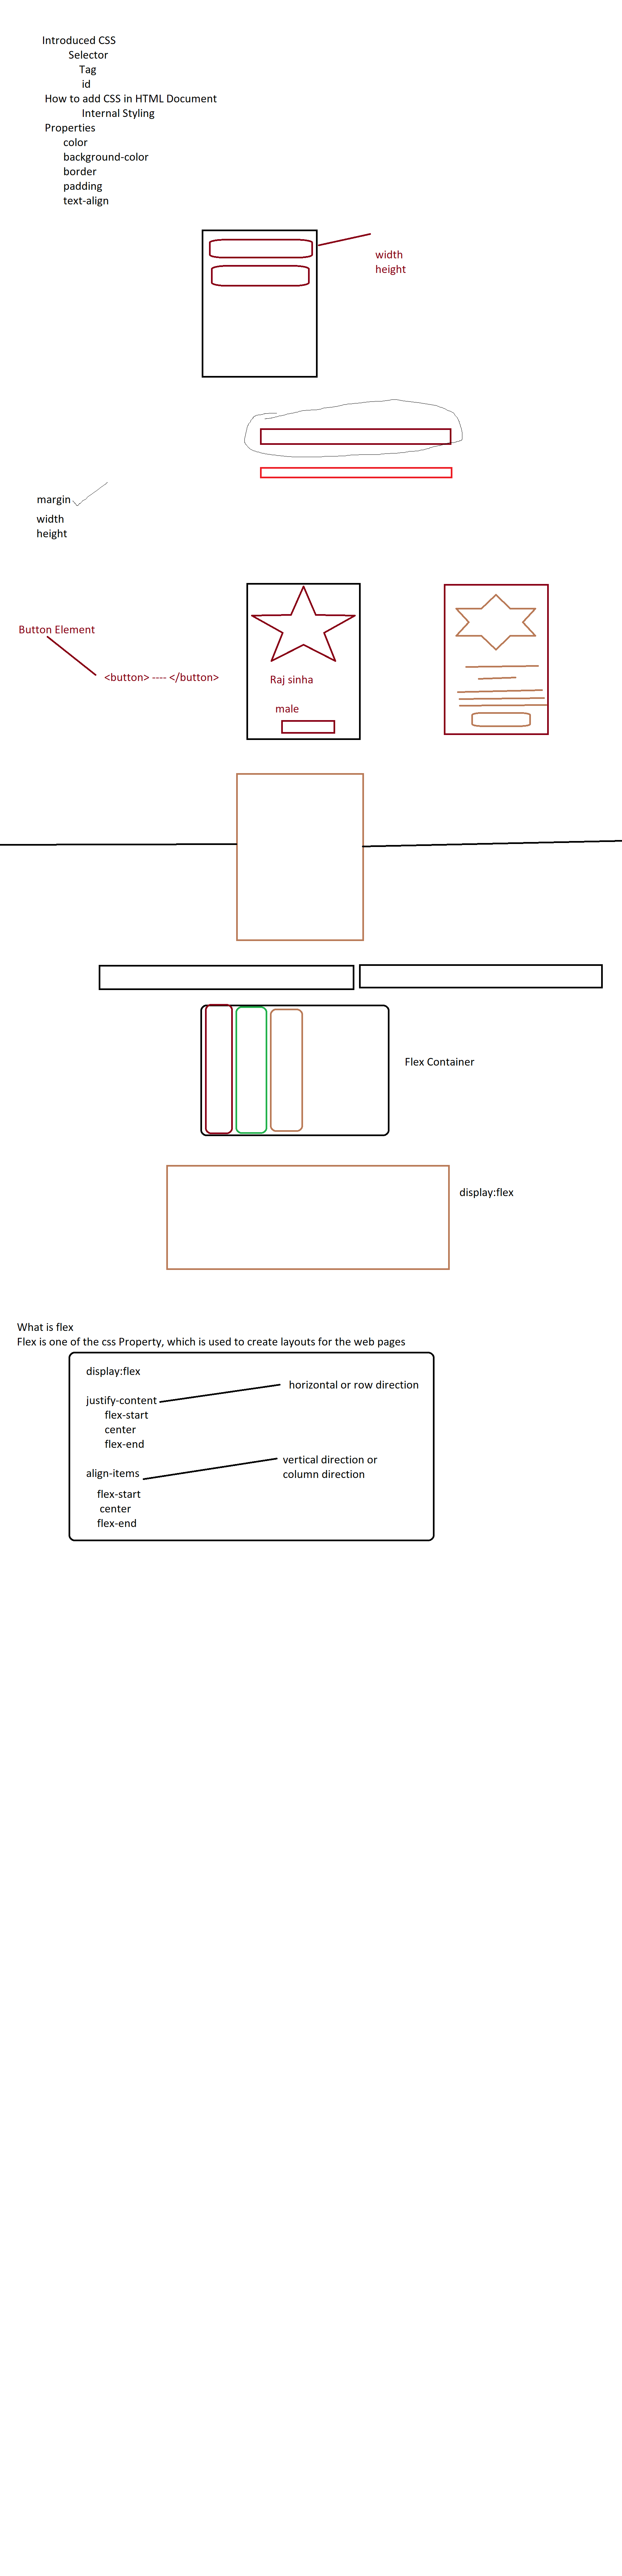 Introduced CSS
Selector
Tag
id
How to add CSS in HTML Document
Internal Styling
Properties
color
background-color
border
padding
text-align
width
height
margin
width
height
Button Element
<button> ---- </button>
Raj sinha
male
Flex Container
display:flex
What is flex
Flex is one of the css Property, which is used to create layouts for the web pages
display:flex
horizontal or row direction
justify-content
flex-start
center
flex-end
vertical direction or
column direction
align-items
flex-start
center
flex-end